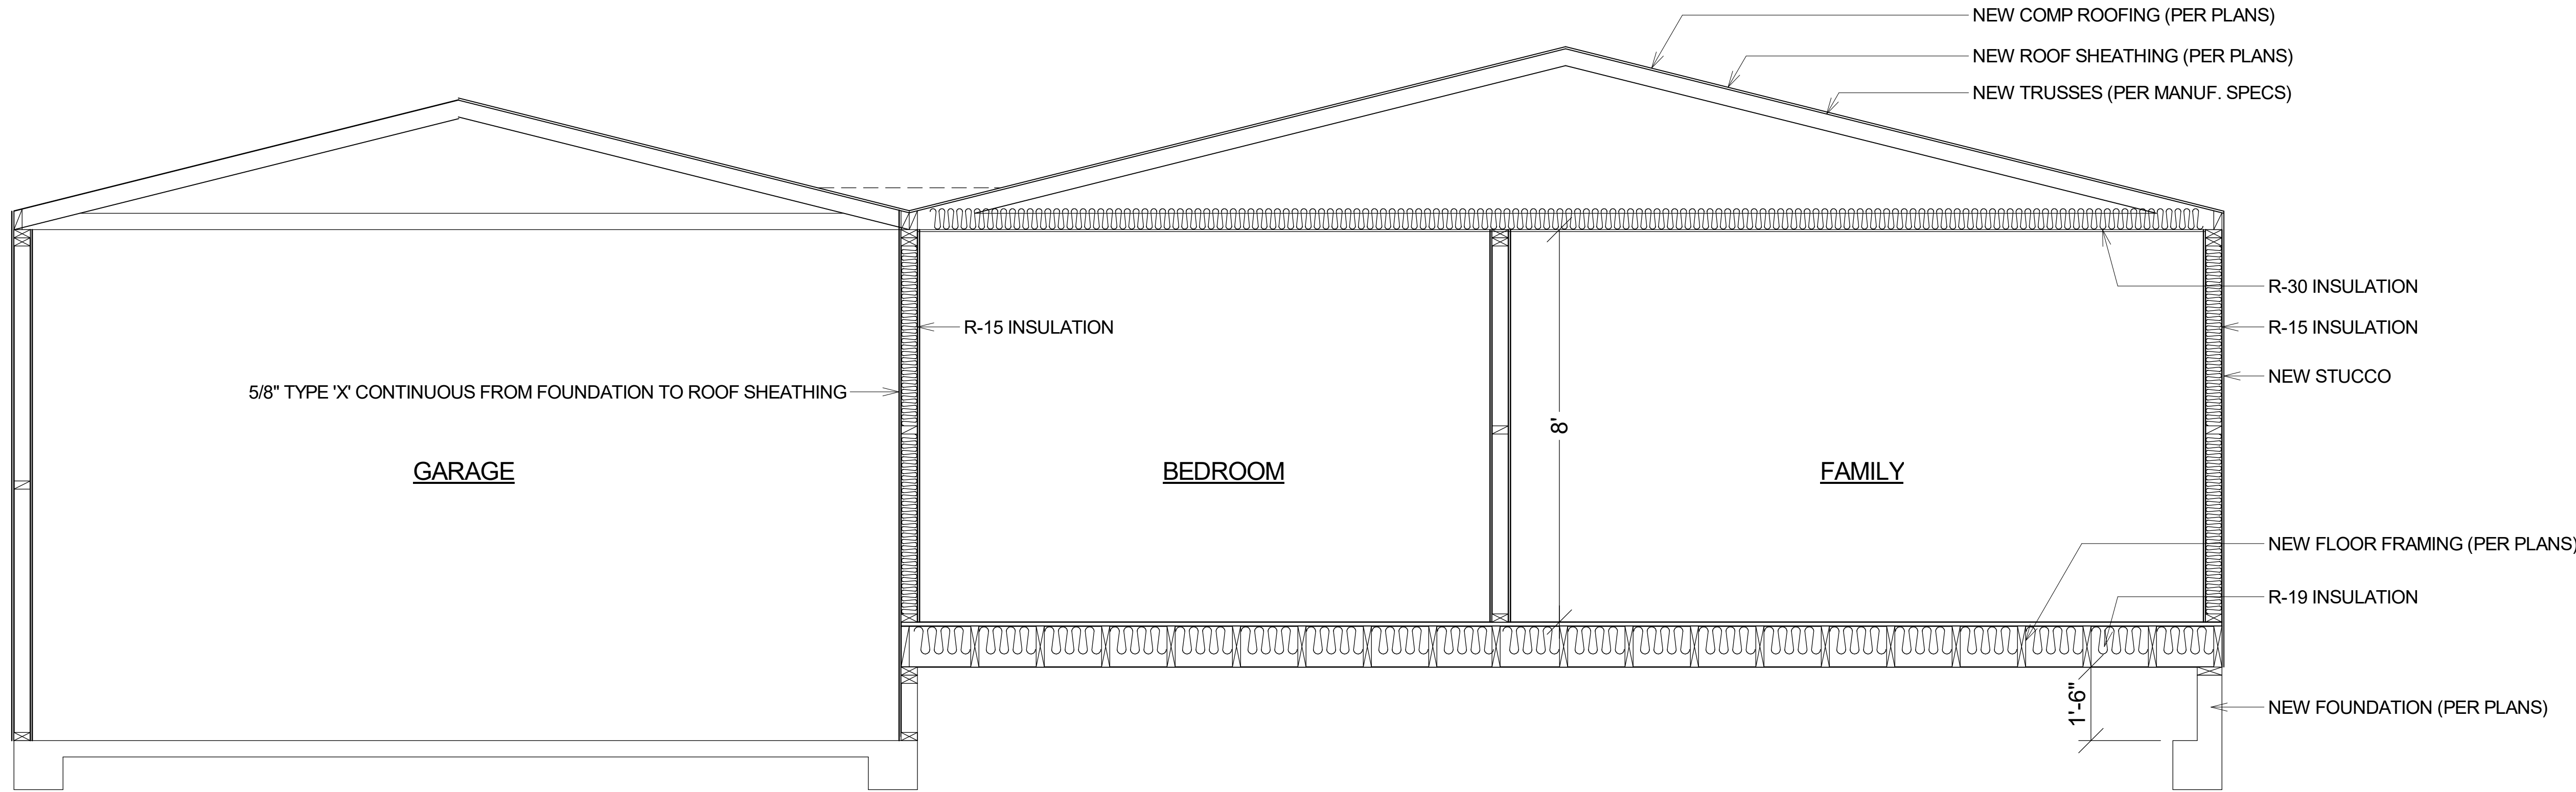 NEW COMP ROOFING (PER PLANS)
NEW ROOF SHEATHING (PER PLANS)
NEW TRUSSES (PER MANUF. SPECS)
R-30 INSULATION
R-15 INSULATION
R-15 INSULATION
NEW STUCCO
5/8" TYPE 'X' CONTINUOUS FROM FOUNDATION TO ROOF SHEATHING
8'
GARAGE
BEDROOM
FAMILY
NEW FLOOR FRAMING (PER PLANS)
R-19 INSULATION
1'-6"
NEW FOUNDATION (PER PLANS)